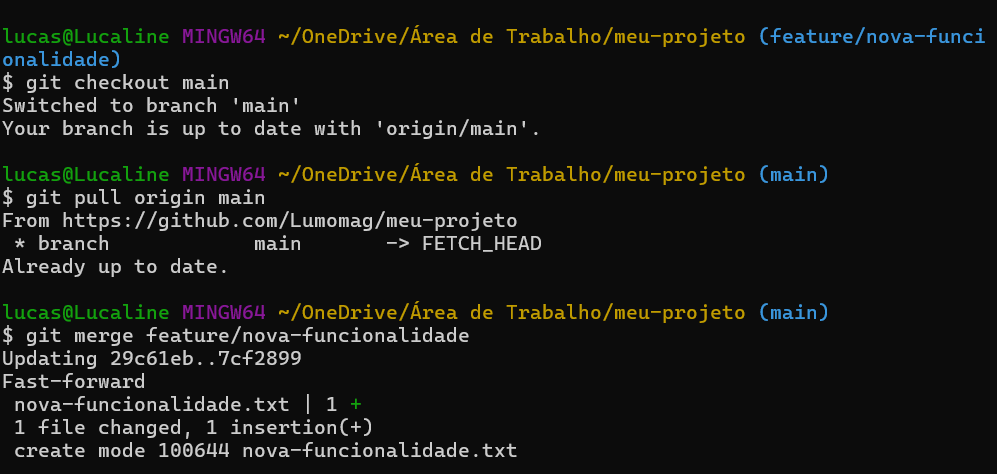 lucas@Lucaline MINGW64 ~/OneDrive/Área de Trabalho/meu-projeto (feature/nova-funci
onalidade)
$ git checkout main
Switched to branch 'main'
Your branch is up to date with 'origin/main'.
lucas@Lucaline MINGW64 ~/OneDrive/Área de Trabalho/meu-projeto (main)
$ git pull origin main
From https://github.com/Lumomag/meu-projeto
 * branch            main       -> FETCH_HEAD
Already up to date.
lucas@Lucaline MINGW64 ~/OneDrive/Área de Trabalho/meu-projeto (main)
$ git merge feature/nova-funcionalidade
Updating 29c61eb..7cf2899
Fast-forward
 nova-funcionalidade.txt | 1 +
 1 file changed, 1 insertion(+)
 create mode 100644 nova-funcionalidade.txt